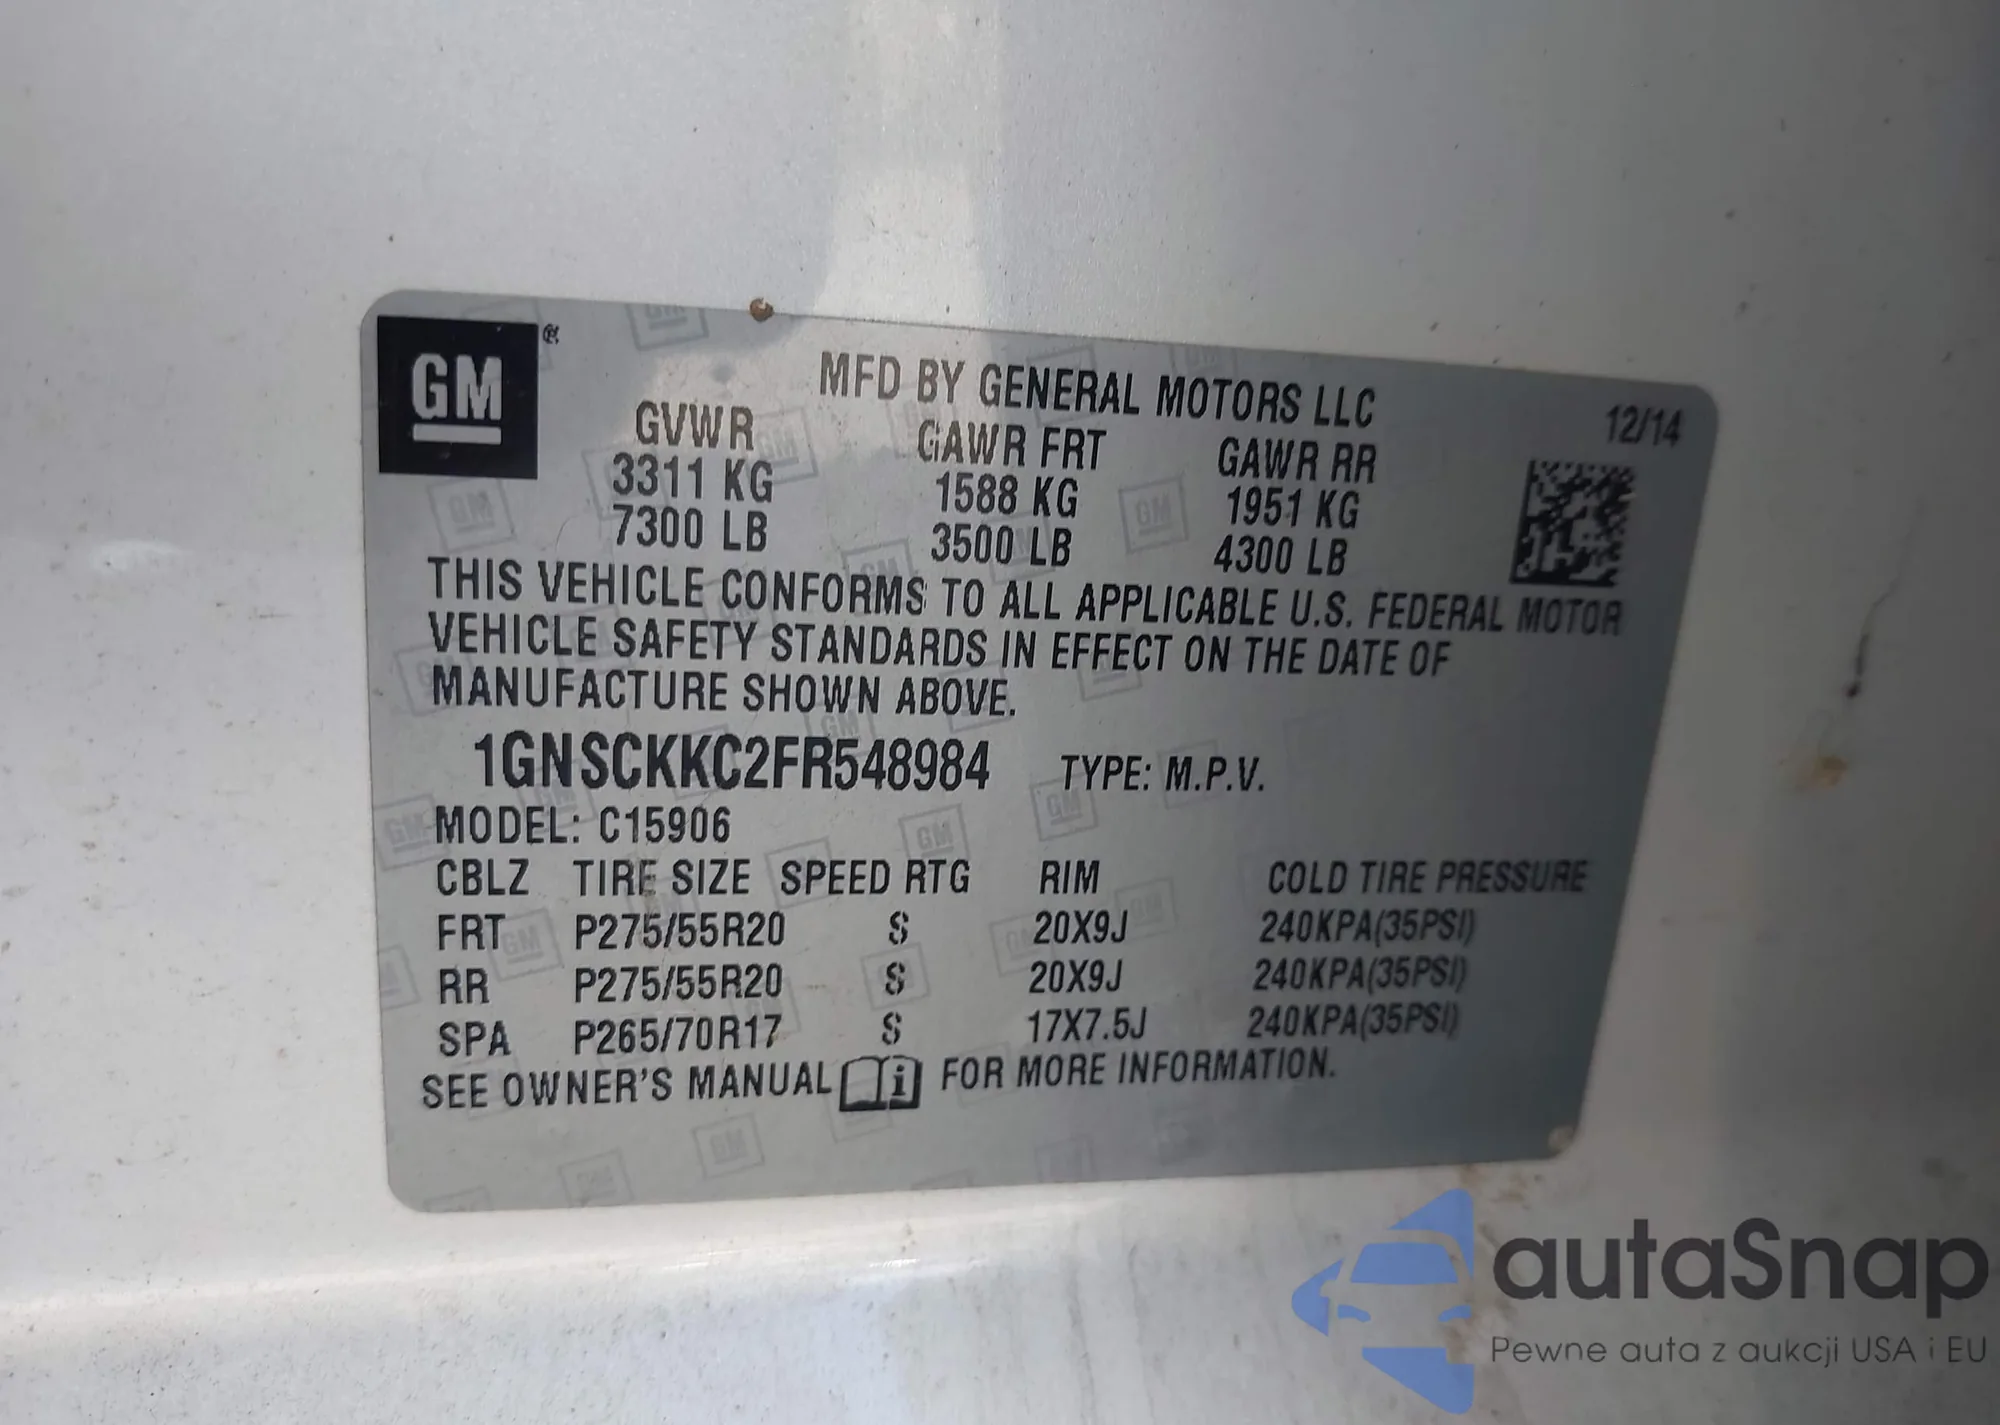 GM
MFD BY GENERAL MOTORS LLC
12/14
GVWR GAWR FRT GAWR RR
3311 KG 1588 KG 1951 KG
7300 LB 3500 LB 4300 LB
THIS VEHICLE CONFORMS TO ALL APPLICABLE U.S. FEDERAL MOTOR
VEHICLE SAFETY STANDARDS IN EFFECT ON THE DATE OF
MANUFACTURE SHOWN ABOVE.
1GNSCKKC2FR548984 TYPE: M.P.V.
MODEL: C15906
CBLZ TIRE SIZE SPEED RTG RIM COLD TIRE PRESSURE
FRT P275/55R20 S 20X9J 240KPA(35PSI)
RR P275/55R20 S 20X9J 240KPA(35PSI)
SPA P265/70R17 S 17X7.5J 240KPA(35PSI)
SEE OWNER'S MANUAL i FOR MORE INFORMATION.
autaSnap
Pewne auta z aukcji USA i EU